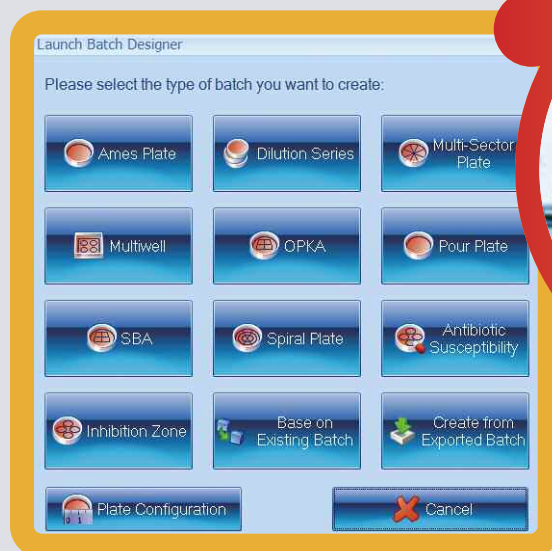 Launch Batch Designer
Please select the type of batch you want to create:
Ames Plate
Dilution Series
Multi-Sector
Plate
Multiwell
OPKA
Pour Plate
SBA
Spiral Plate
Antibiotic
Susceptibility
Inhibition Zone
Base on
Existing Batch
Create from
Exported Batch
Plate Configuration
Cancel